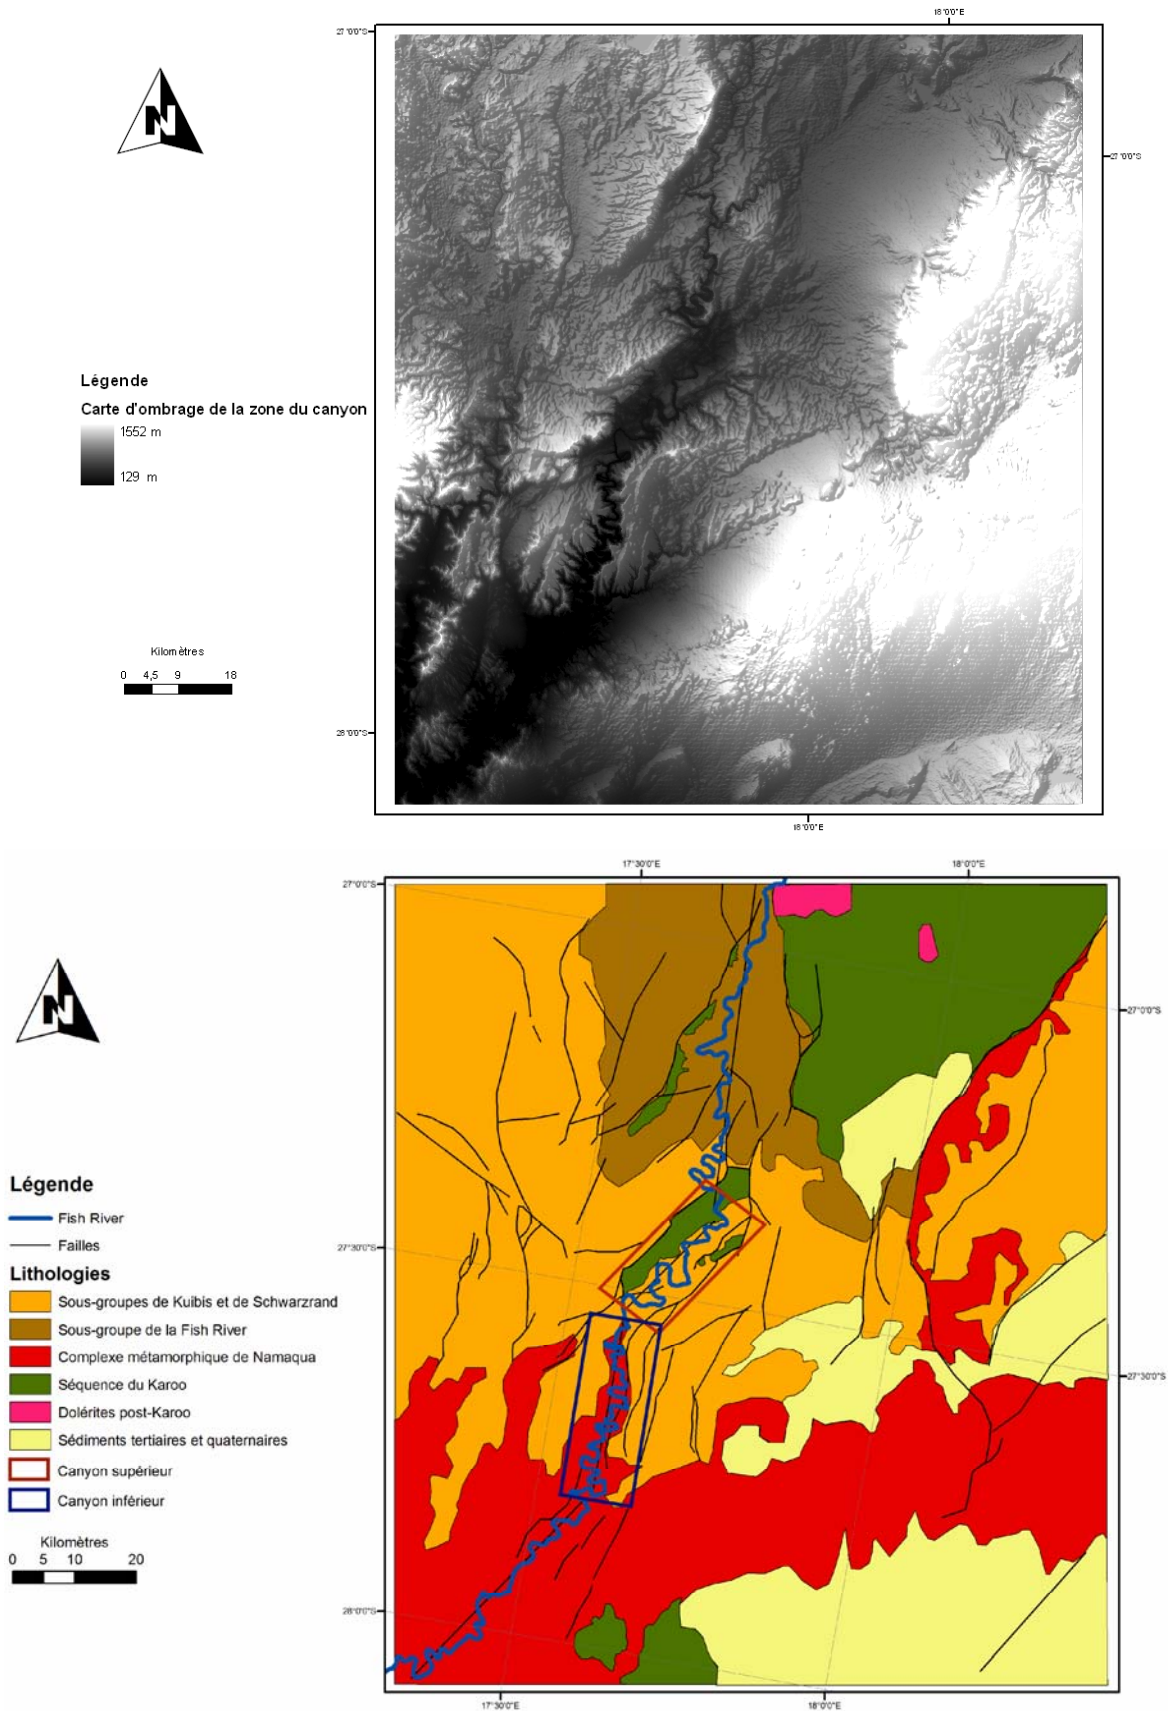 18°0'0"E
27°0'0"S
N
27°0'0"S
Légende
Carte d'ombrage de la zone du canyon
1552 m
129 m
Kilomètres
0 4,5 9 18
28°0'0"S
18°0'0"E
17°30'0"E 18°0'0"E
27°0'0"S
N
27°0'0"S
Légende
Fish River
Failles
27°30'0"S
Lithologies
Sous-groupes de Kuibis et de Schwarzrand
Sous-groupe de la Fish River
Complexe métamorphique de Namaqua
27°30'0"S
Séquence du Karoo
Dolérites post-Karoo
Sédiments tertiaires et quaternaires
Canyon supérieur
Canyon inférieur
Kilomètres
0 5 10 20
28°0'0"S
17°30'0"E 18°0'0"E